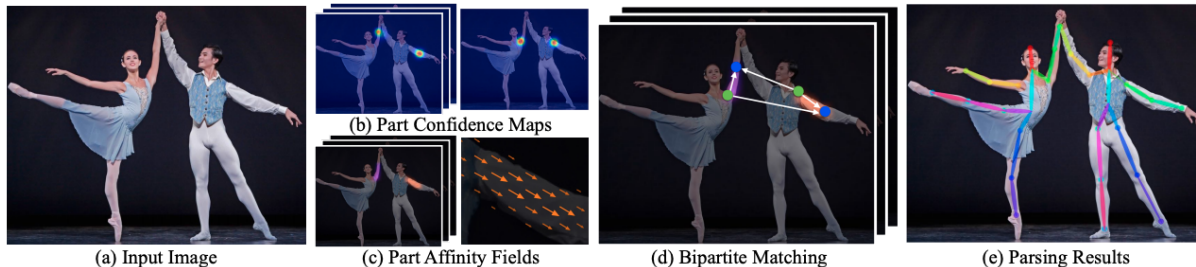 (a) Input Image
(b) Part Confidence Maps
(c) Part Affinity Fields
(d) Bipartite Matching
(e) Parsing Results